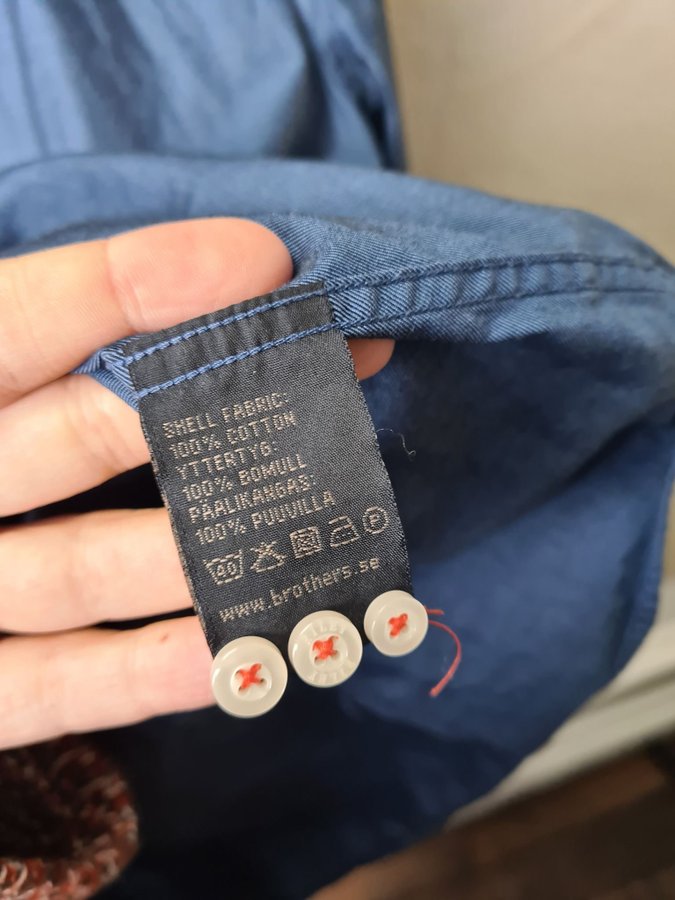 SHELL FABRIC:
100% COTTON
YTTERTYG:
100% BOMULL
PÄÄLIKANGAS:
100% PUUVILLA
40 P
www.brothers.se